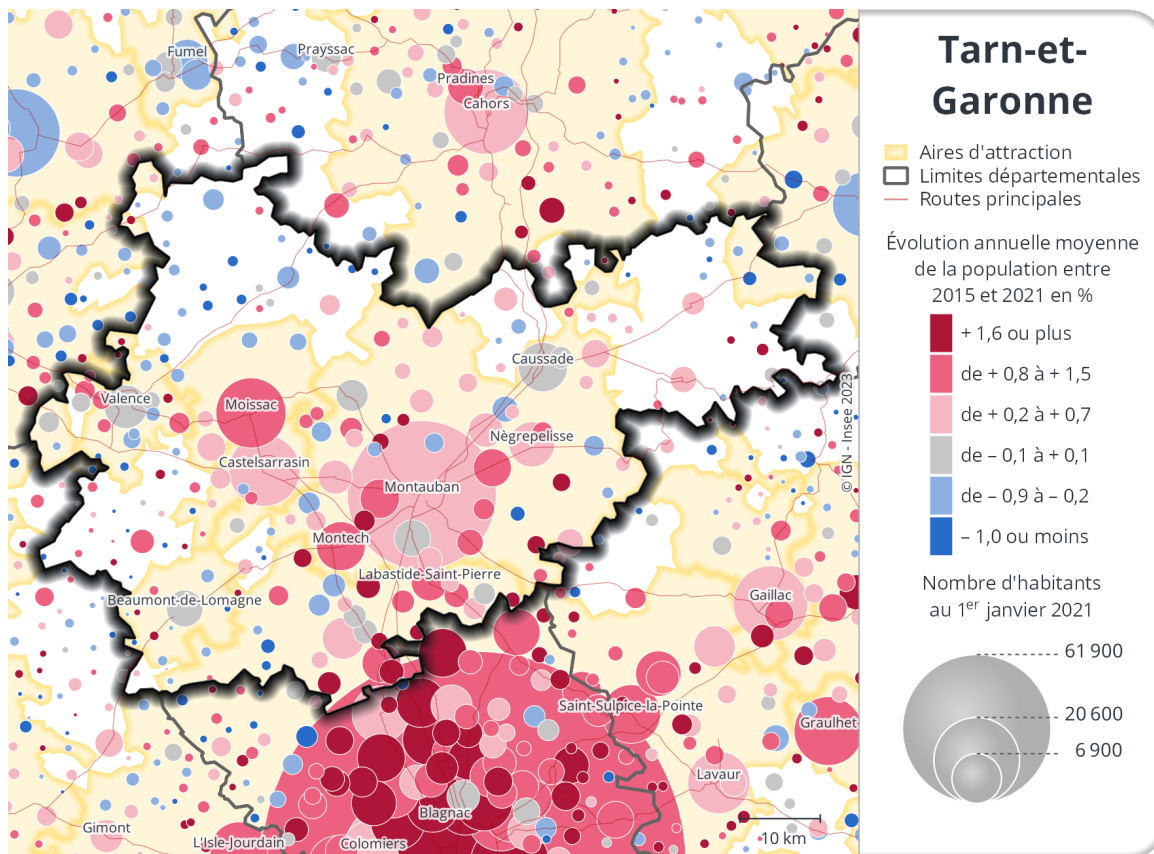 Fumel
Prayssac
Pradines
Cahors
Caussade
Valence
Moissac
Nègrepelisse
Castelsarrasin
Montauban
Montech
Labastide-Saint-Pierre
Beaumont-de-Lomagne
Gaillac
Saint-Sulpice-la-Pointe
Graulhet
Lavaur
Blagnac
Gimont
L'Isle-Jourdain
Colomiers
10 km
© IGN - Insee 2023
Tarn-et-
Garonne
Aires d'attraction
Limites départementales
Routes principales
Évolution annuelle moyenne
de la population entre
2015 et 2021 en %
+ 1,6 ou plus
de + 0,8 à + 1,5
de + 0,2 à + 0,7
de – 0,1 à + 0,1
de – 0,9 à – 0,2
– 1,0 ou moins
Nombre d'habitants
au 1er janvier 2021
61 900
20 600
6 900